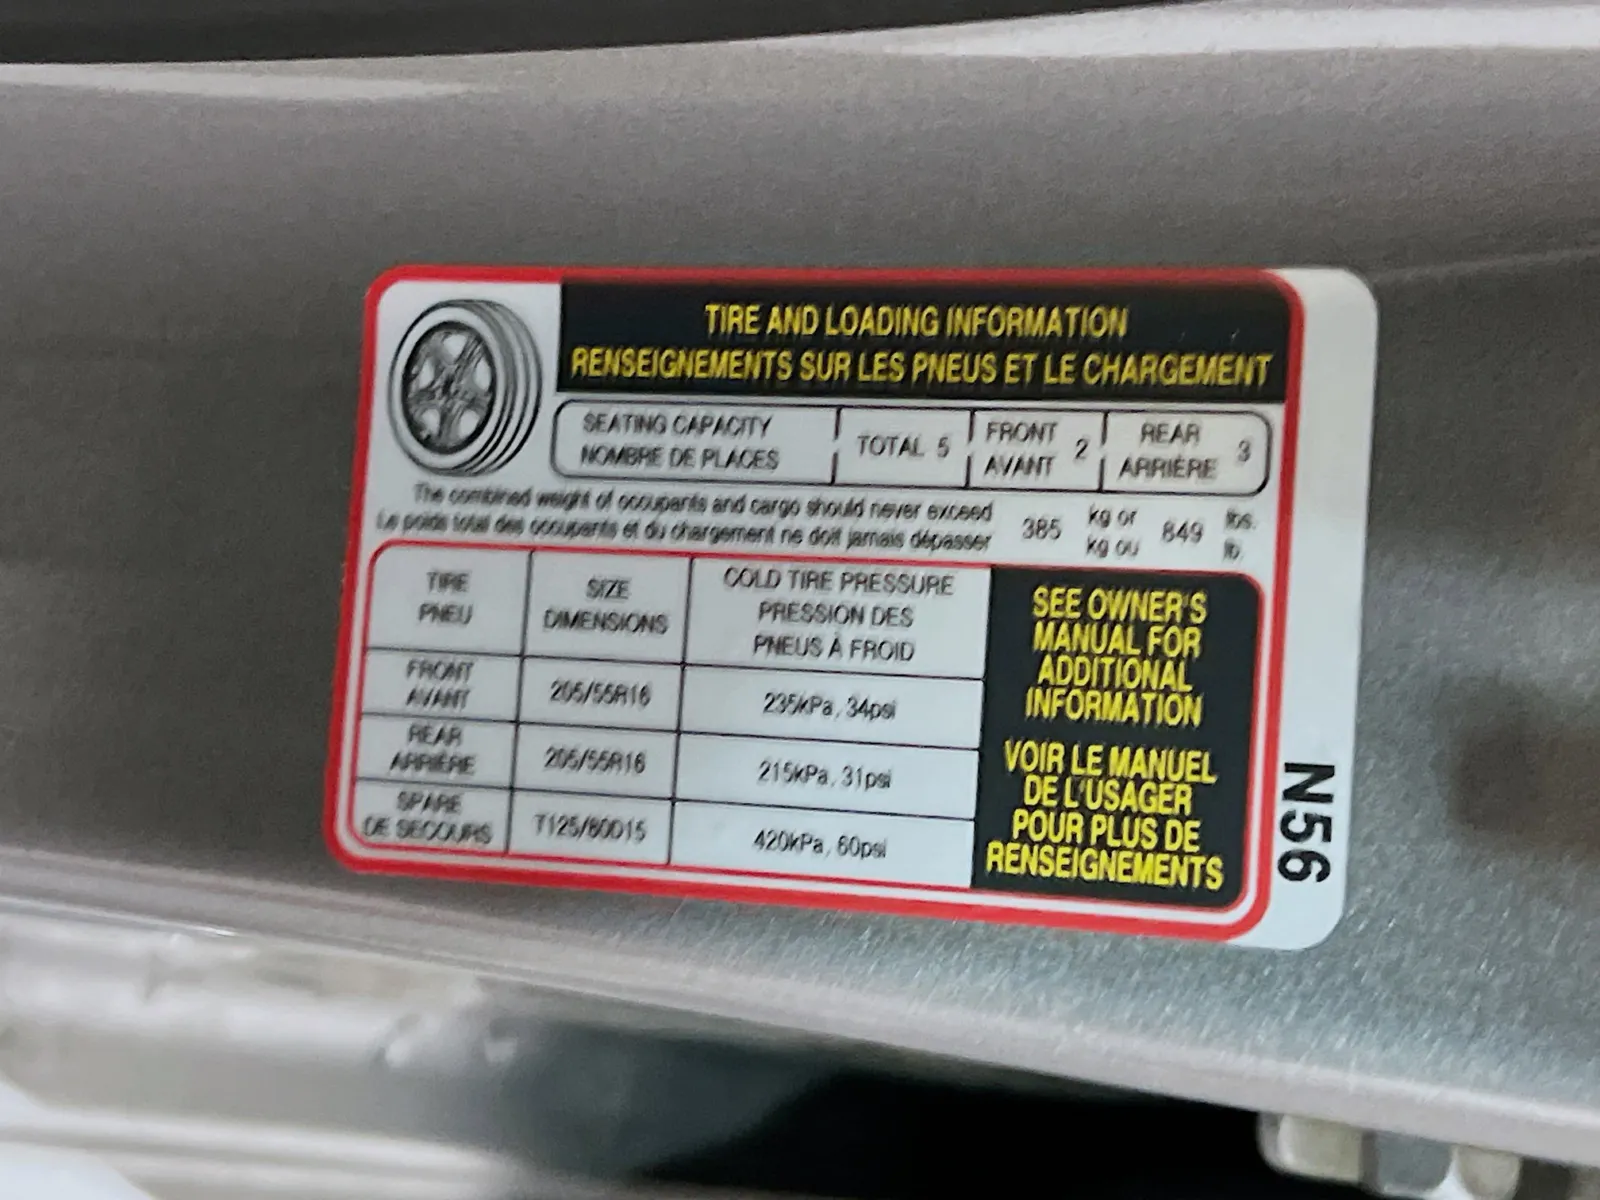 TIRE AND LOADING INFORMATION
RENSEIGNEMENTS SUR LES PNEUS ET LE CHARGEMENT
SEATING CAPACITY
NOMBRE DE PLACES
TOTAL 5
FRONT
AVANT
2
REAR
ARRIÈRE
3
The combined weight of occupants and cargo should never exceed
Le poids total des occupants et du chargement ne doit jamais dépasser
385
kg or
kg ou
849
lbs.
lb.
TIRE
PNEU
SIZE
DIMENSIONS
COLD TIRE PRESSURE
PRESSION DES
PNEUS À FROID
FRONT
AVANT
205/55R16
235kPa, 34psi
REAR
ARRIÈRE
205/55R16
215kPa, 31psi
SPARE
DE SECOURS
T125/80D15
420kPa, 60psi
SEE OWNER'S
MANUAL FOR
ADDITIONAL
INFORMATION
VOIR LE MANUEL
DE L'USAGER
POUR PLUS DE
RENSEIGNEMENTS
N56